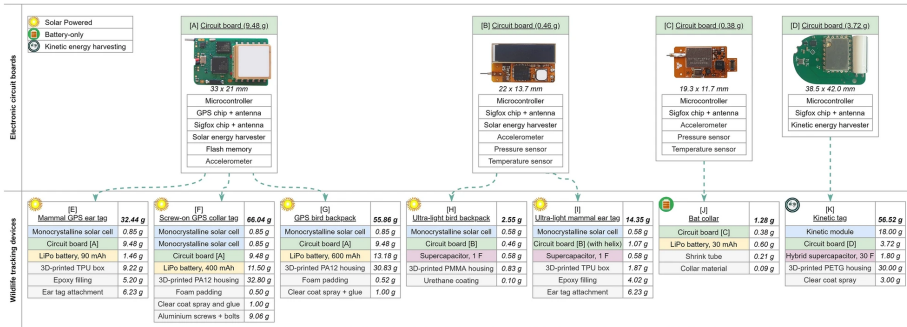 Solar Powered
Battery-only
Kinetic energy harvesting
Electronic circuit boards
[A] Circuit board (9.48 g)
33 x 21 mm
Microcontroller
GPS chip + antenna
Sigfox chip + antenna
Solar energy harvester
Flash memory
Accelerometer
[B] Circuit board (0.46 g)
22 x 13.7 mm
Microcontroller
Sigfox chip + antenna
Solar energy harvester
Accelerometer
Pressure sensor
Temperature sensor
[C] Circuit board (0.38 g)
19.3 x 11.7 mm
Microcontroller
Sigfox chip + antenna
Accelerometer
Pressure sensor
Temperature sensor
[D] Circuit board (3.72 g)
38.5 x 42.0 mm
Microcontroller
Sigfox chip + antenna
Kinetic energy harvester
Wildlife tracking devices
[E]
Mammal GPS ear tag 32.44 g
Monocrystalline solar cell 0.85 g
Circuit board [A] 9.48 g
LiPo battery, 90 mAh 1.46 g
3D-printed TPU box 9.22 g
Epoxy filling 5.20 g
Ear tag attachment 6.23 g
[F]
Screw-on GPS collar tag 66.04 g
Monocrystalline solar cell 0.85 g
Monocrystalline solar cell 0.85 g
Circuit board [A] 9.48 g
LiPo battery, 400 mAh 11.50 g
3D-printed PA12 housing 32.80 g
Foam padding 0.50 g
Clear coat spray and glue 1.00 g
Aluminium screws + bolts 9.06 g
[G]
GPS bird backpack 55.86 g
Monocrystalline solar cell 0.85 g
Circuit board [A] 9.48 g
LiPo battery, 600 mAh 13.18 g
3D-printed PA12 housing 30.83 g
Foam padding 0.52 g
Clear coat spray + glue 1.00 g
[H]
Ultra-light bird backpack 2.55 g
Monocrystalline solar cell 0.58 g
Circuit board [B] 0.46 g
Supercapacitor, 1 F 0.58 g
3D-printed PMMA housing 0.83 g
Urethane coating 0.10 g
[I]
Ultra-light mammal ear tag 14.35 g
Monocrystalline solar cell 0.58 g
Circuit board [B] (with helix) 1.07 g
Supercapacitor, 1 F 0.58 g
3D-printed TPU box 1.87 g
Epoxy filling 4.02 g
Ear tag attachment 6.23 g
[J]
Bat collar 1.28 g
Circuit board [C] 0.38 g
LiPo battery, 30 mAh 0.60 g
Shrink tube 0.21 g
Collar material 0.09 g
[K]
Kinetic tag 56.52 g
Kinetic module 18.00 g
Circuit board [D] 3.72 g
Hybrid supercapacitor, 30 F 1.80 g
3D-printed PETG housing 30.00 g
Clear coat spray 3.00 g